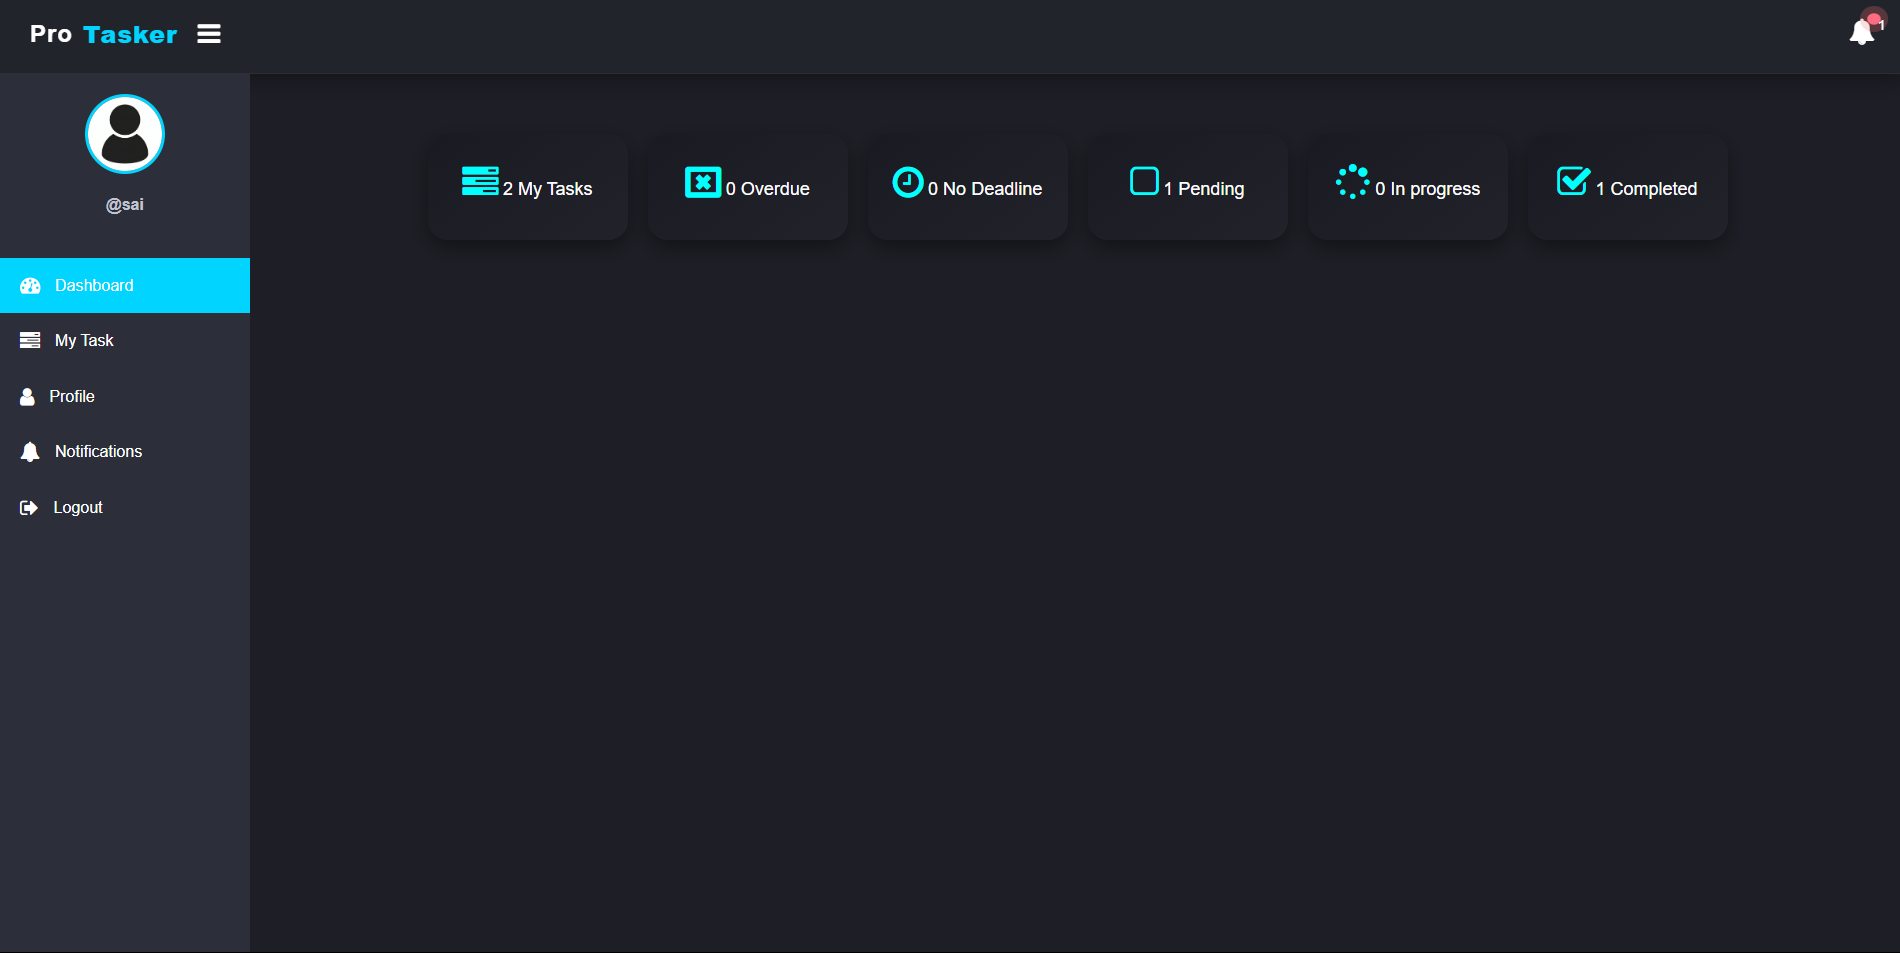 Pro Tasker
1
@sai
Dashboard
My Task
Profile
Notifications
Logout
2 My Tasks
0 Overdue
0 No Deadline
1 Pending
0 In progress
1 Completed